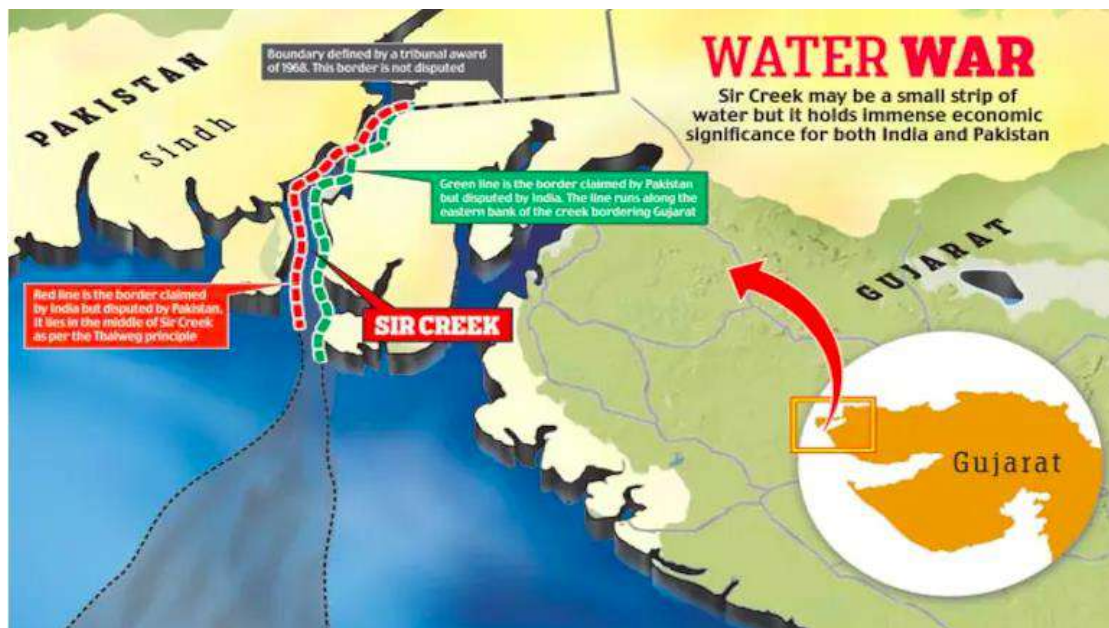 WATER WAR
Sir Creek may be a small strip of
water but it holds immense economic
significance for both India and Pakistan
Boundary defined by a tribunal award
of 1968. This border is not disputed
PAKISTAN
Sindh
Green line is the border claimed by Pakistan
but disputed by India. The line runs along the
eastern bank of the creek bordering Gujarat
GUJARAT
Red line is the border claimed
by India but disputed by Pakistan.
It lies in the middle of Sir Creek
as per the Thalweg principle
SIR CREEK
Gujarat